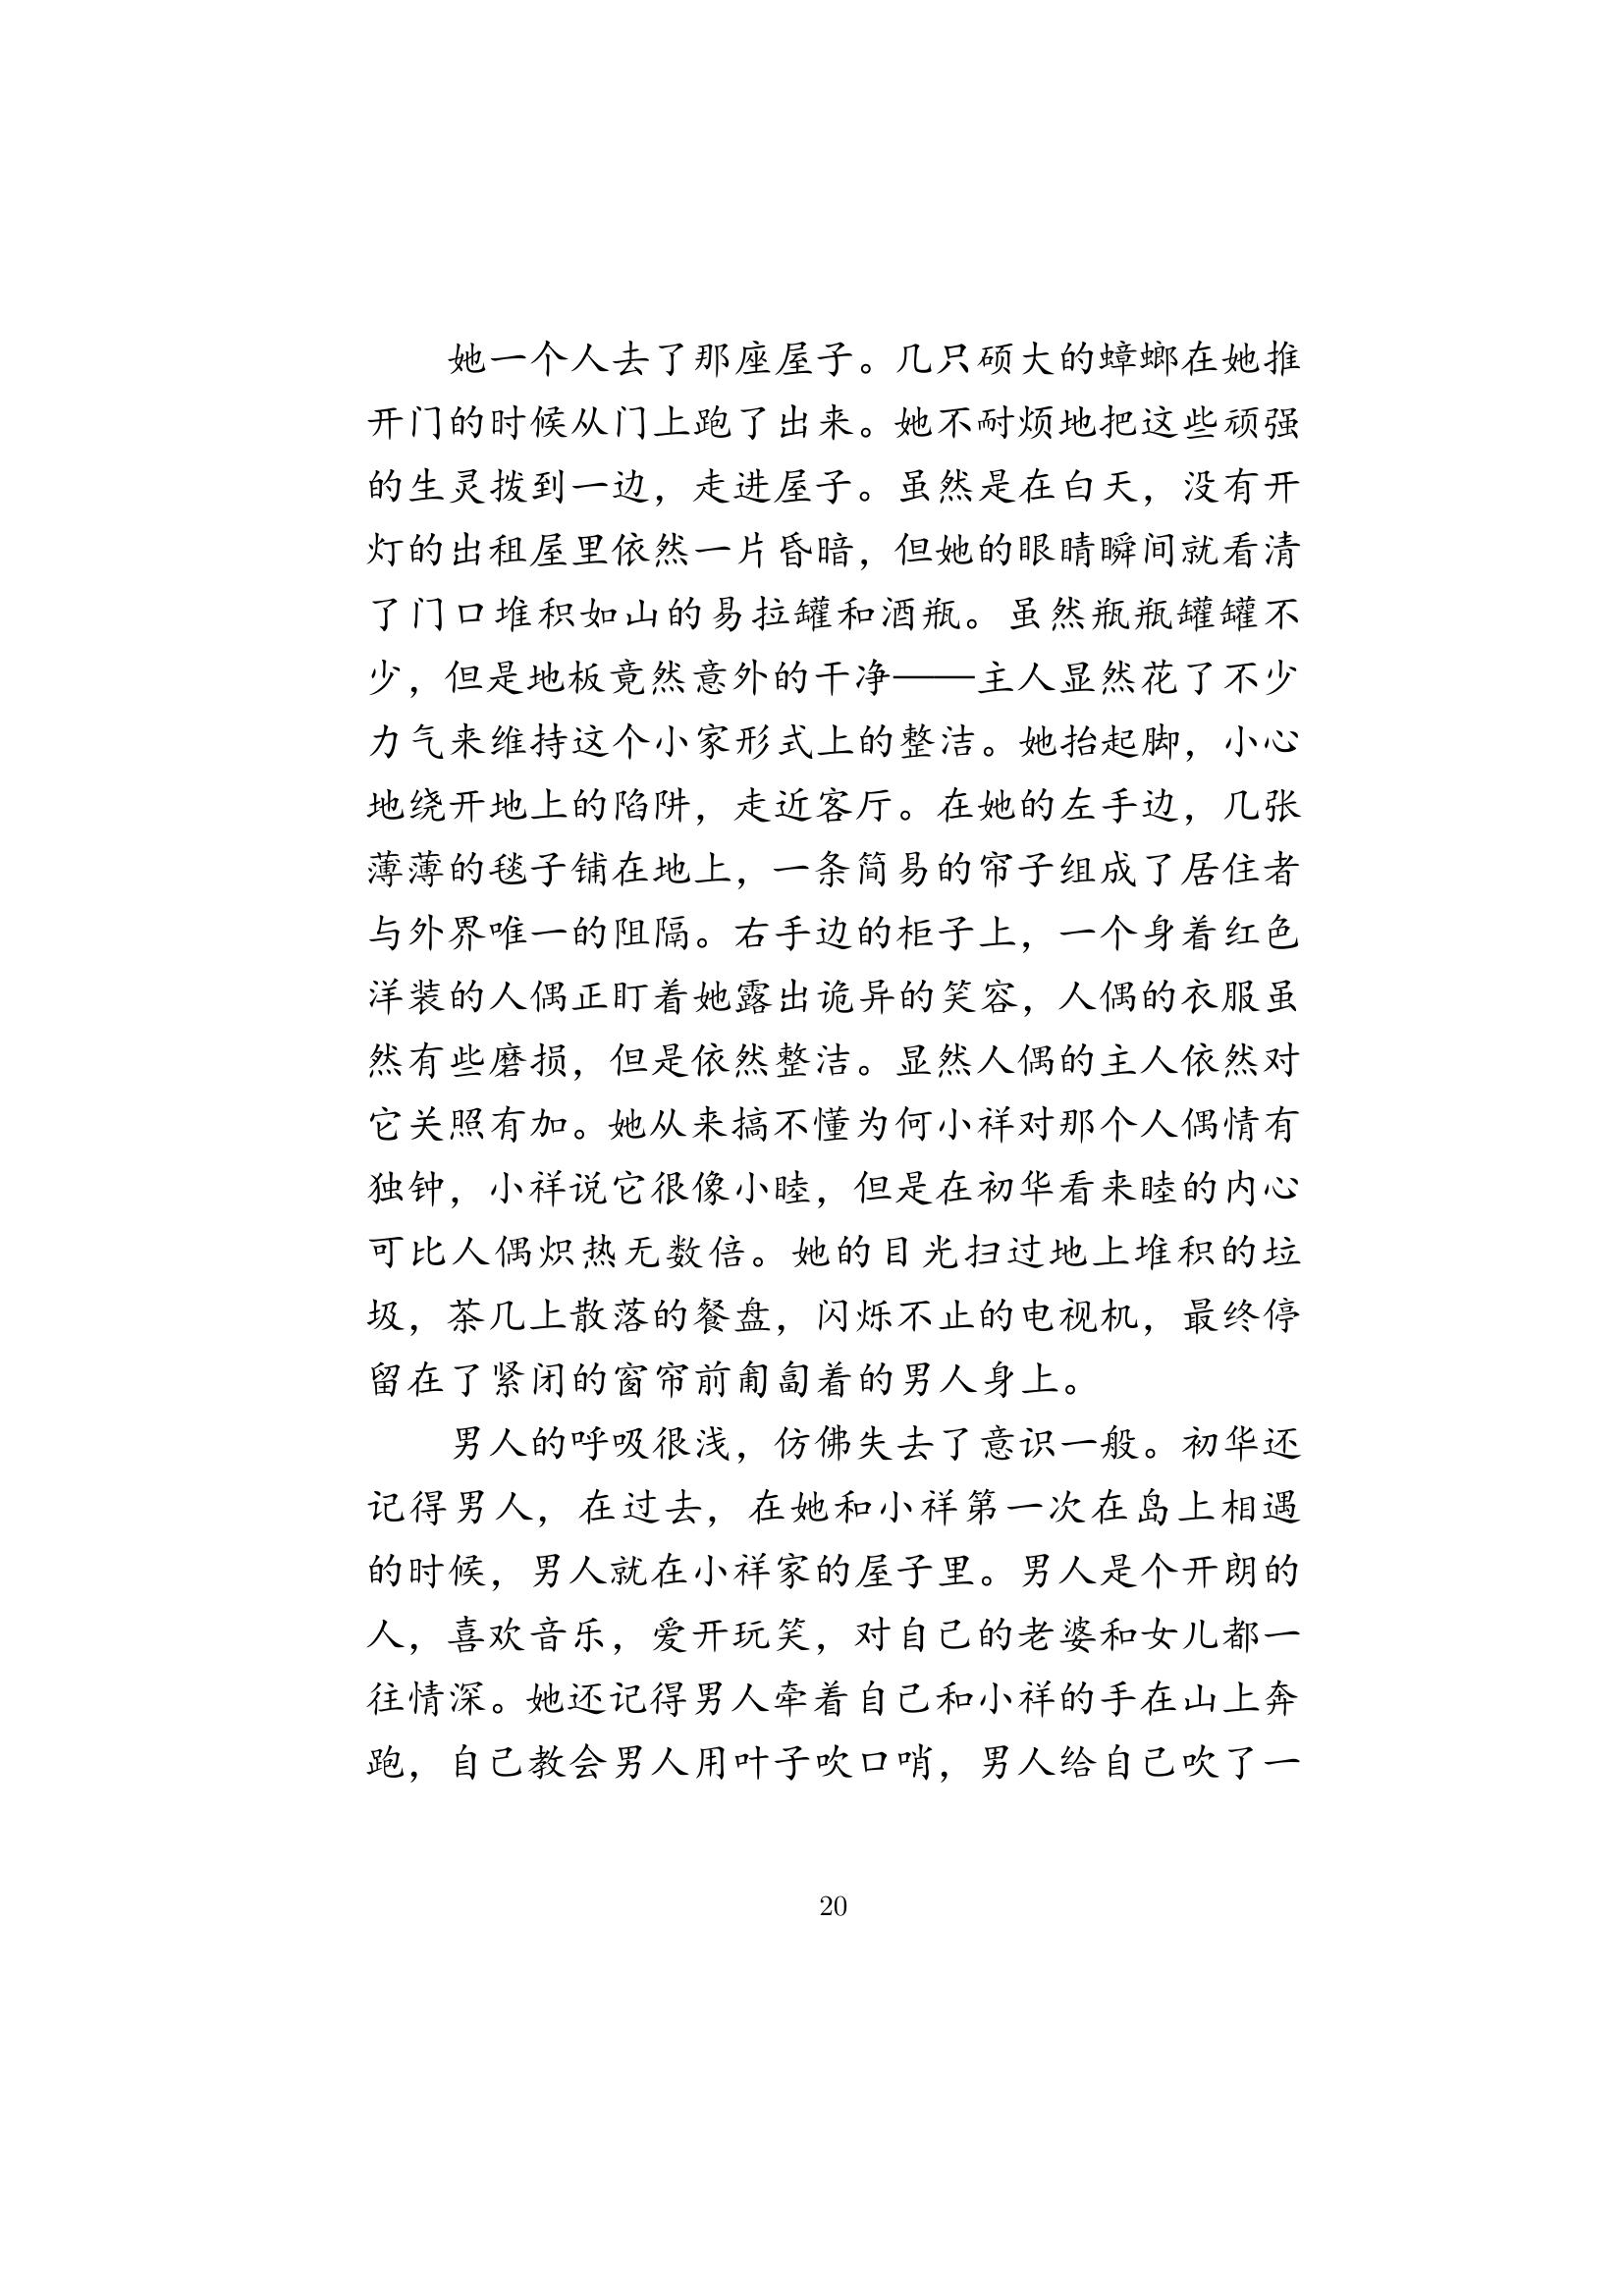 她一个人去了那座屋子。几只硕大的蟑螂在她推
开门的时候从门上跑了出来。她不耐烦地把这些顽强
的生灵拨到一边，走进屋子。虽然是在白天，没有开
灯的出租屋里依然一片昏暗，但她的眼睛瞬间就看清
了门口堆积如山的易拉罐和酒瓶。虽然瓶瓶罐罐不
少，但是地板竟然意外的干净——主人显然花了不少
力气来维持这个小家形式上的整洁。她抬起脚，小心
地绕开地上的陷阱，走近客厅。在她的左手边，几张
薄薄的毯子铺在地上，一条简易的帘子组成了居住者
与外界唯一的阻隔。右手边的柜子上，一个身着红色
洋装的人偶正盯着她露出诡异的笑容，人偶的衣服虽
然有些磨损，但是依然整洁。显然人偶的主人依然对
它关照有加。她从来搞不懂为何小祥对那个人偶情有
独钟，小祥说它很像小睦，但是在初华看来睦的内心
可比人偶炽热无数倍。她的目光扫过地上堆积的垃
圾，茶几上散落的餐盘，闪烁不止的电视机，最终停
留在了紧闭的窗帘前匍匐着的男人身上。
男人的呼吸很浅，仿佛失去了意识一般。初华还
记得男人，在过去，在她和小祥第一次在岛上相遇
的时候，男人就在小祥家的屋子里。男人是个开朗的
人，喜欢音乐，爱开玩笑，对自己的老婆和女儿都一
往情深。她还记得男人牵着自己和小祥的手在山上奔
跑，自己教会男人用叶子吹口哨，男人给自己吹了一
20